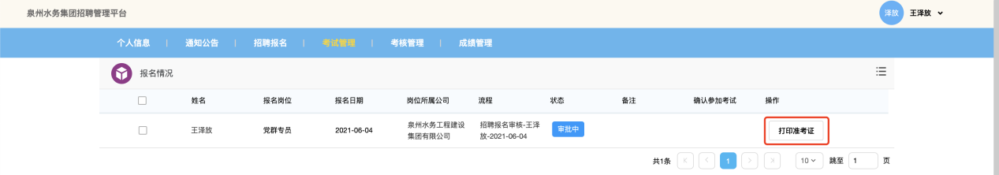 泉州水务集团招聘管理平台
泽放 王泽放
个人信息 | 通知公告 | 招聘报名 | 考试管理 | 考核管理 | 成绩管理
报名情况
姓名 报名岗位 报名日期 岗位所属公司 流程 状态 备注 确认参加考试 操作
王泽放 党群专员 2021-06-04 泉州水务工程建设集团有限公司 招聘报名审核-王泽放-2021-06-04 审批中 打印准考证
共1条 1 10 跳至 1 页